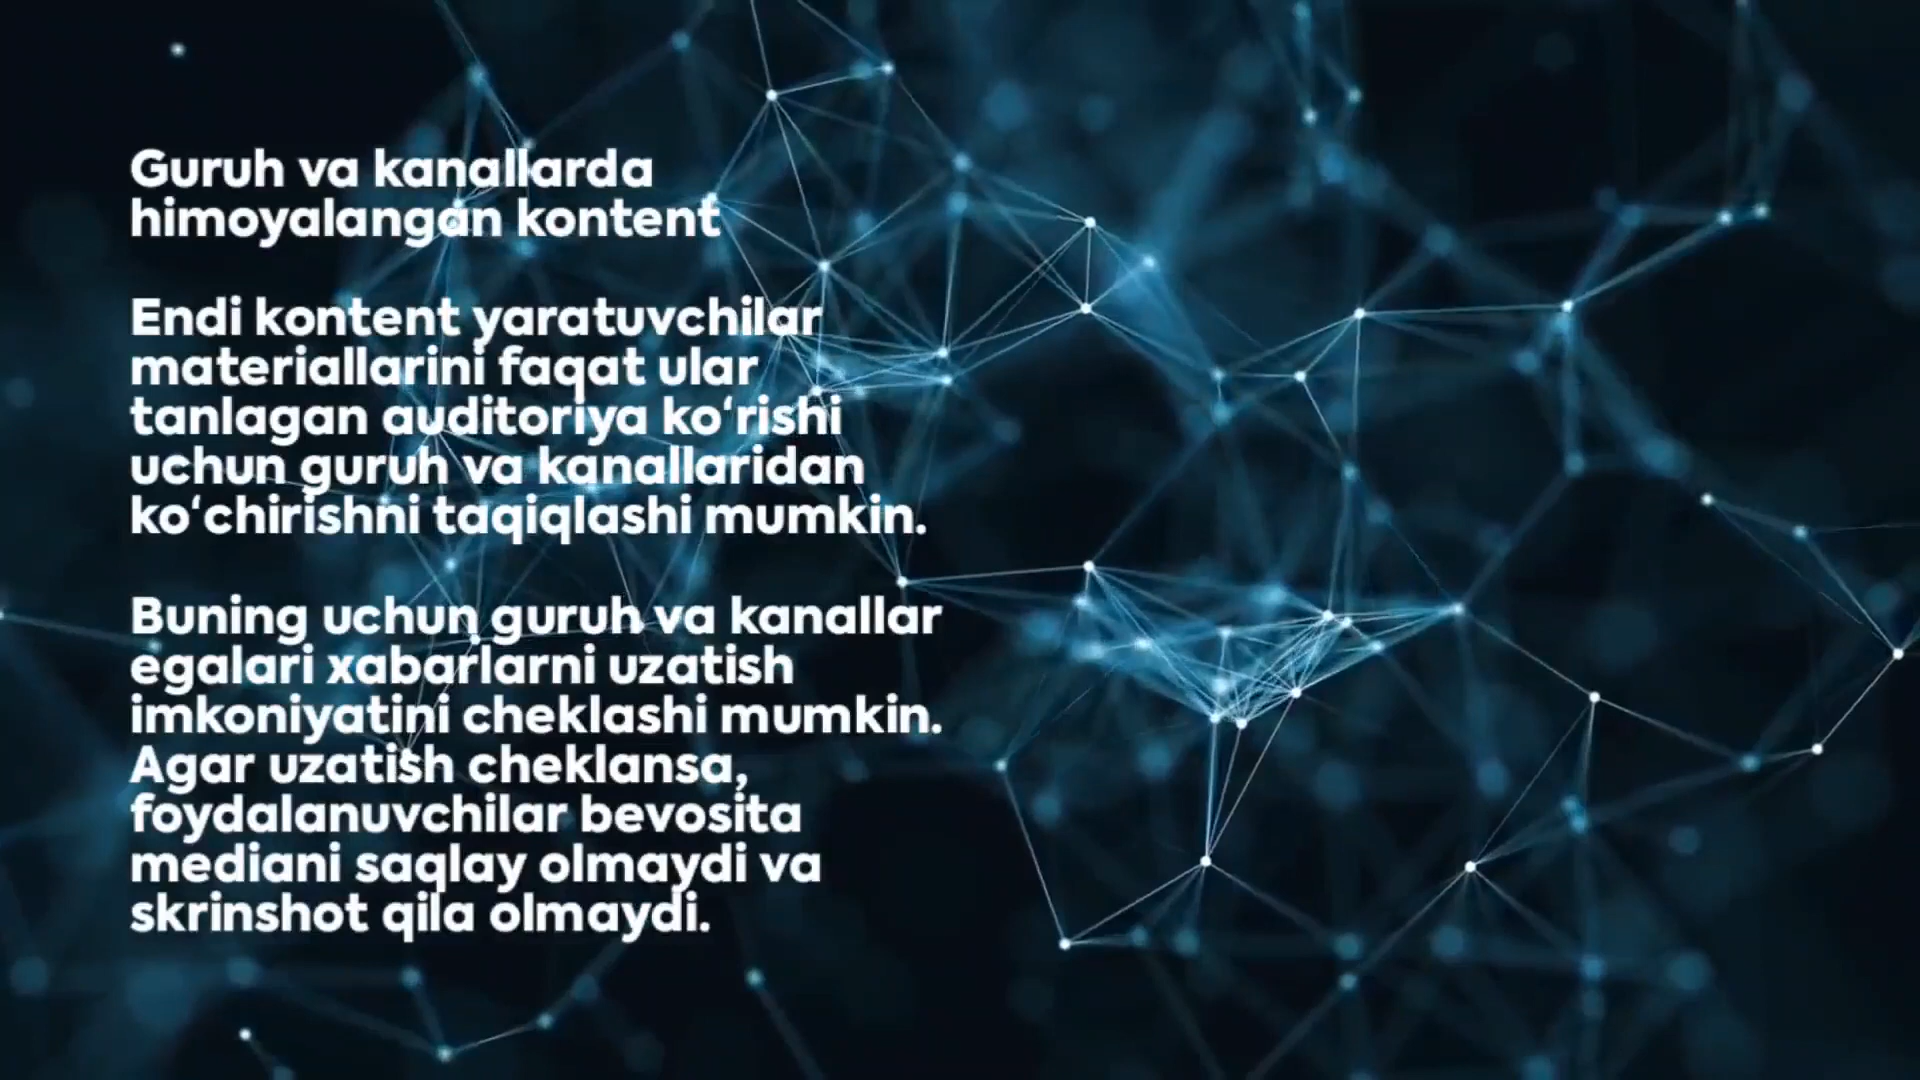 Guruh va kanallarda
himoyalangan kontent
Endi kontent yaratuvchilar
materiallarini faqat ular
tanlagan auditoriya ko‘rishi
uchun guruh va kanallaridan
ko‘chirishni taqiqlashi mumkin.
Buning uchun guruh va kanallar
egalari xabarlarni uzatish
imkoniyatini cheklashi mumkin.
Agar uzatish cheklansa,
foydalanuvchilar bevosita
mediani saqlay olmaydi va
skrinshot qila olmaydi.